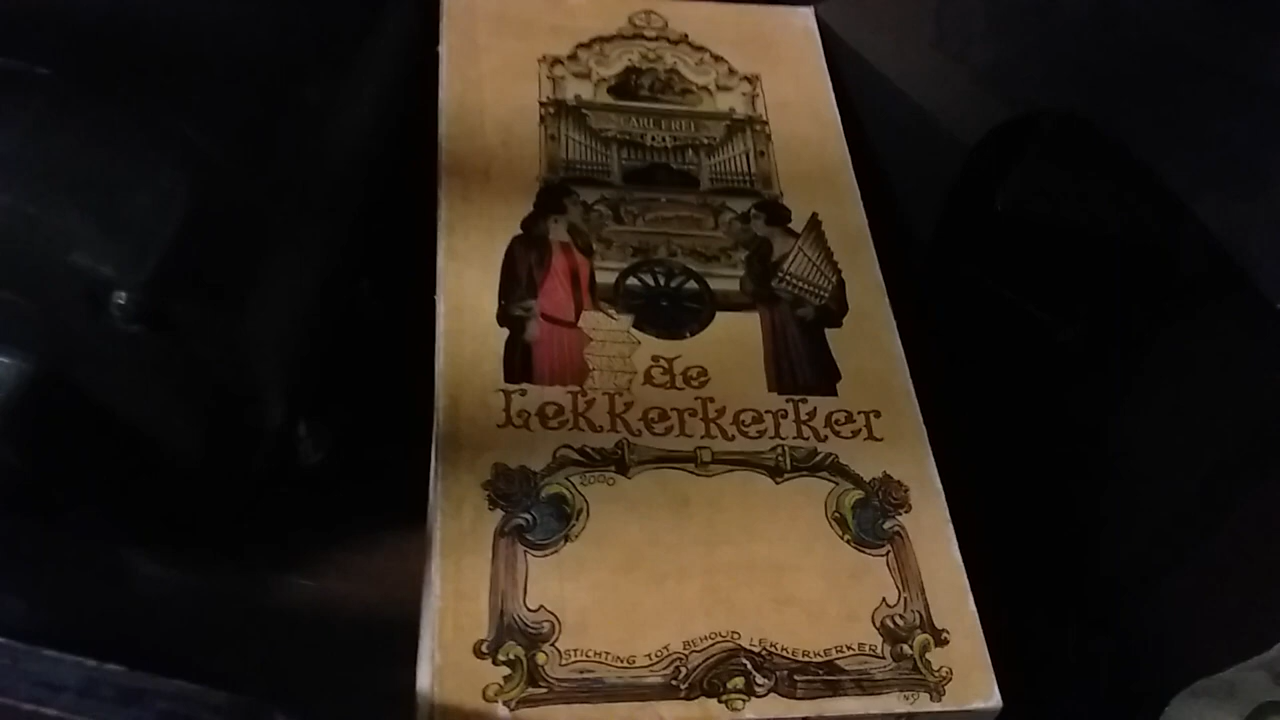 CARL FREI
de
Lekkerkerker
2000
STICHTING TOT BEHOUD LEKKERKERKER